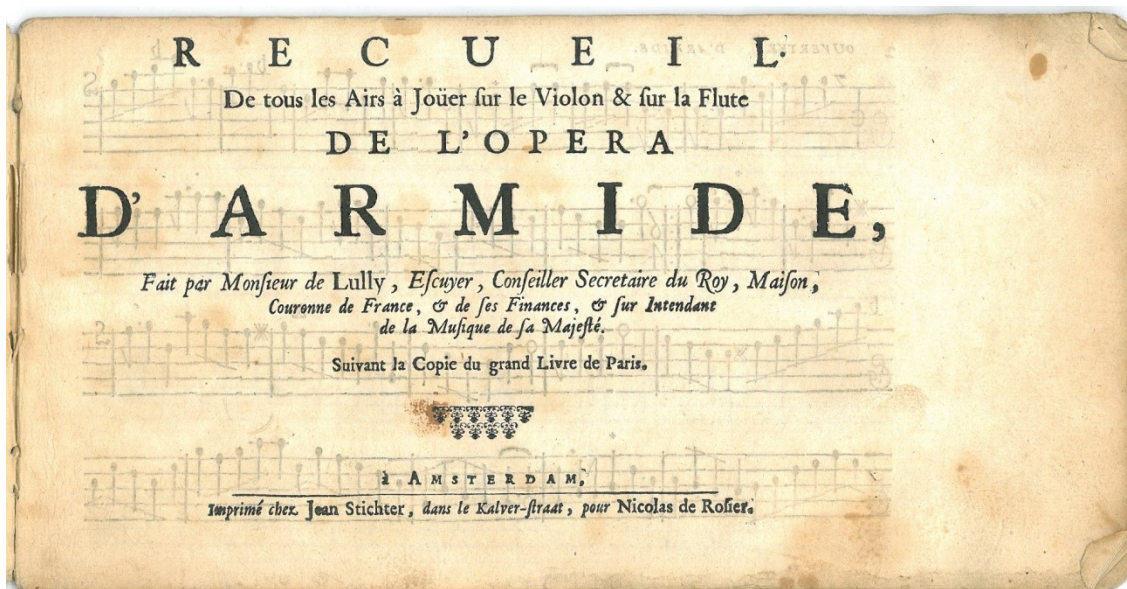 RECUEIL.
De tous les Airs à Joüer ſur le Violon & ſur la Flute
DE L'OPERA
D'ARMIDE,
Fait par Monſieur de Lully, Eſcuyer, Conſeiller Secretaire du Roy, Maiſon,
Couronne de France, & de ſes Finances, & ſur Intendant
de la Muſique de ſa Majeſté.
Suivant la Copie du grand Livre de Paris.
à AMSTERDAM,
Imprimé chez Jean Stichter, dans le Kalver-ſtraat, pour Nicolas de Roſier.